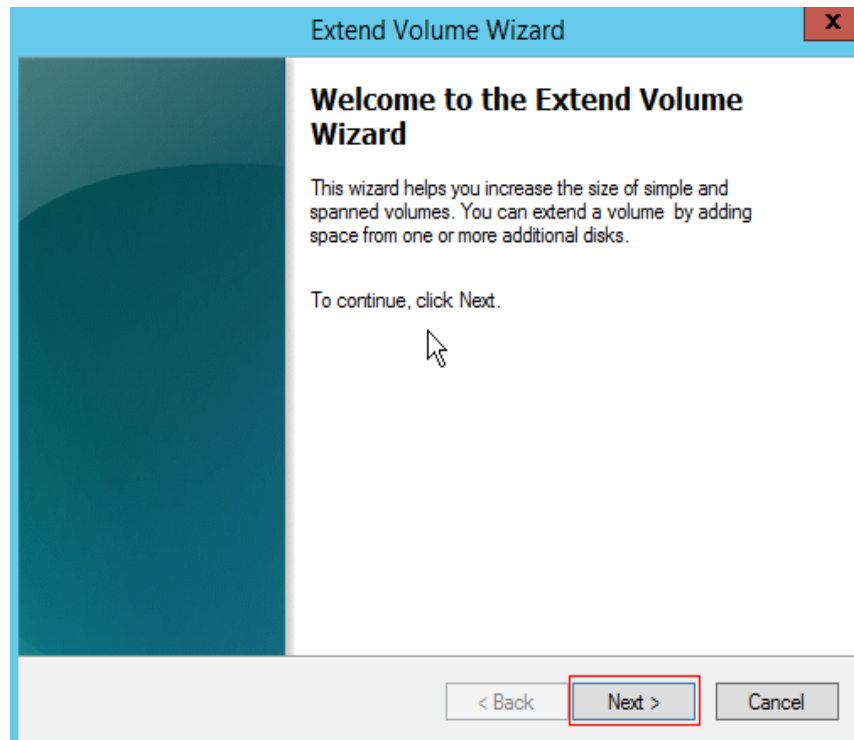 Extend Volume Wizard
x
Welcome to the Extend Volume
Wizard
This wizard helps you increase the size of simple and
spanned volumes. You can extend a volume by adding
space from one or more additional disks.
To continue, click Next.
< Back Next > Cancel